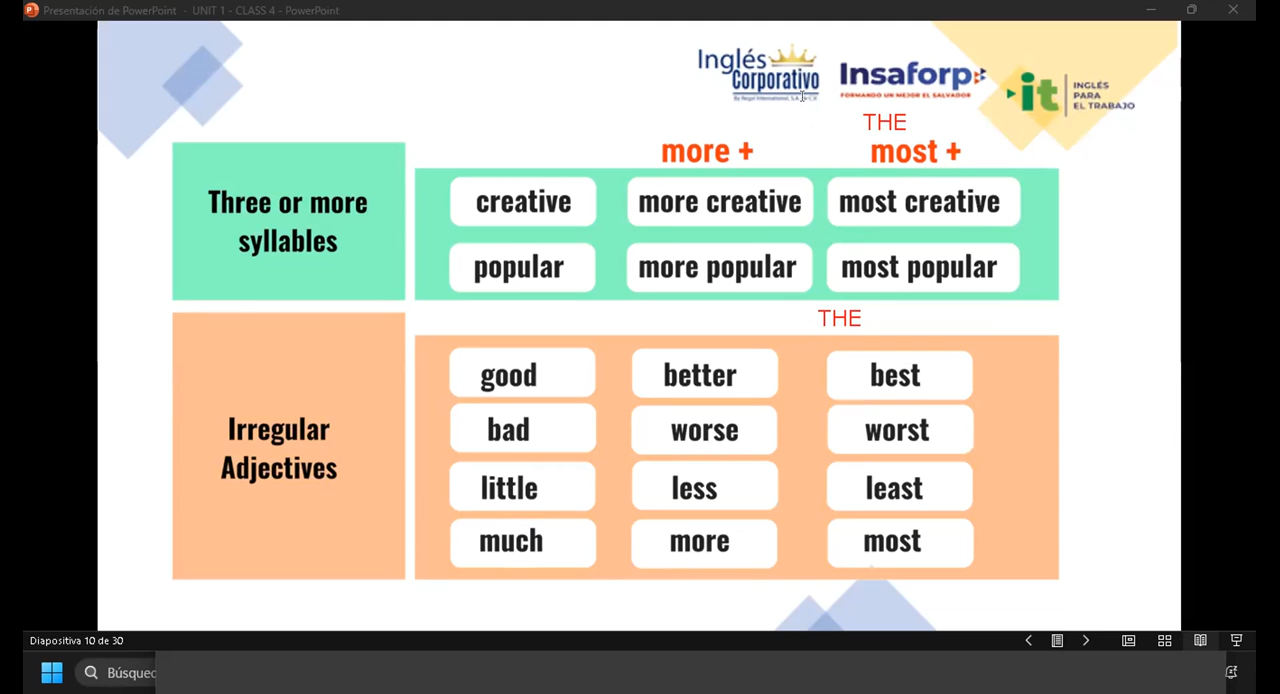 Presentación de PowerPoint - UNIT 1 - CLASS 4 - PowerPoint
Inglés
Corporativo
Insaforp
FORMANDO UN MEJOR EL SALVADOR
it
INGLÉS
PARA
EL TRABAJO
THE
more +
most +
Three or more
syllables
creative
more creative
most creative
popular
more popular
most popular
THE
Irregular
Adjectives
good
better
best
bad
worse
worst
little
less
least
much
more
most
Diapositiva 10 de 30